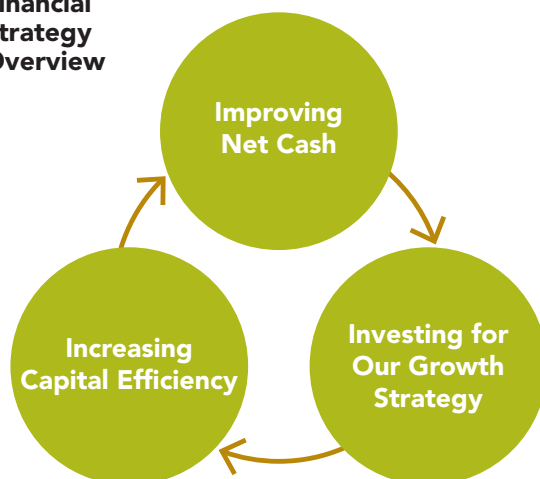 inancial
trategy
Overview
Improving
Net Cash
Increasing
Capital Efficiency
Investing for
Our Growth
Strategy